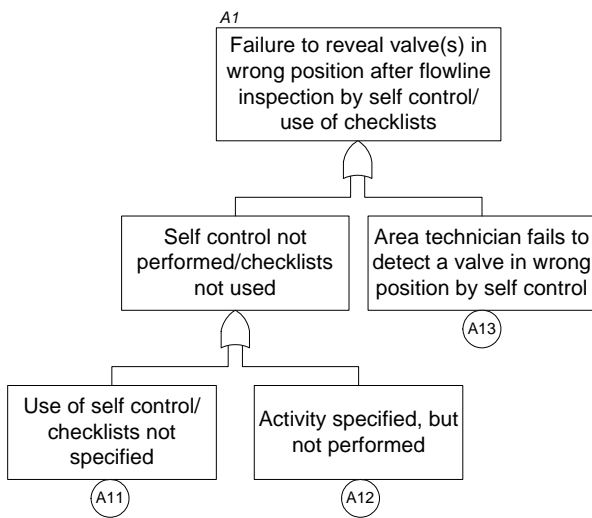 A1
Failure to reveal valve(s) in
wrong position after flowline
inspection by self control/
use of checklists
Self control not
performed/checklists
not used
Area technician fails to
detect a valve in wrong
position by self control
A13
Use of self control/
checklists not
specified
Activity specified, but
not performed
A11
A12